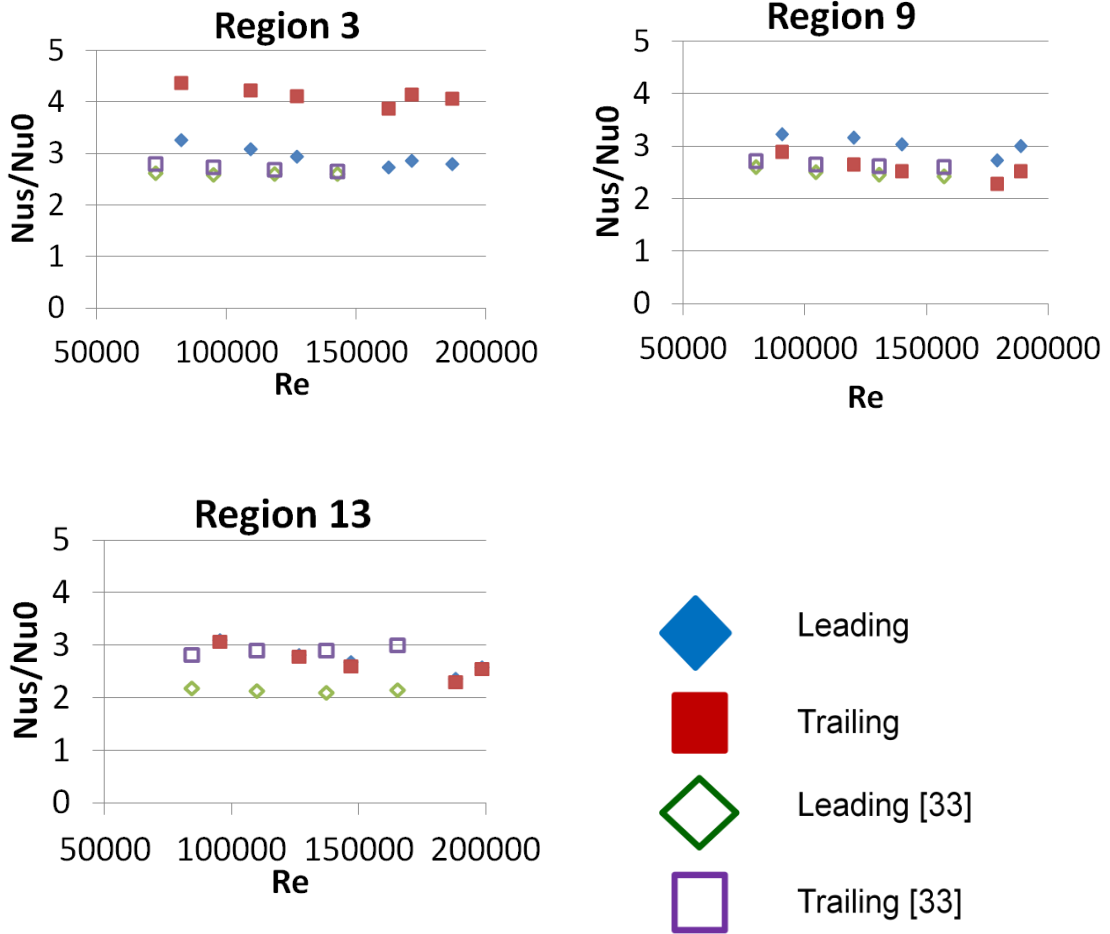 Region 3
Nus/Nu0
5
4
3
2
1
0
50000 100000 150000 200000
Re
Region 9
Nus/Nu0
5
4
3
2
1
0
50000 100000 150000 200000
Re
Region 13
Nus/Nu0
5
4
3
2
1
0
50000 100000 150000 200000
Re
Leading
Trailing
Leading [33]
Trailing [33]